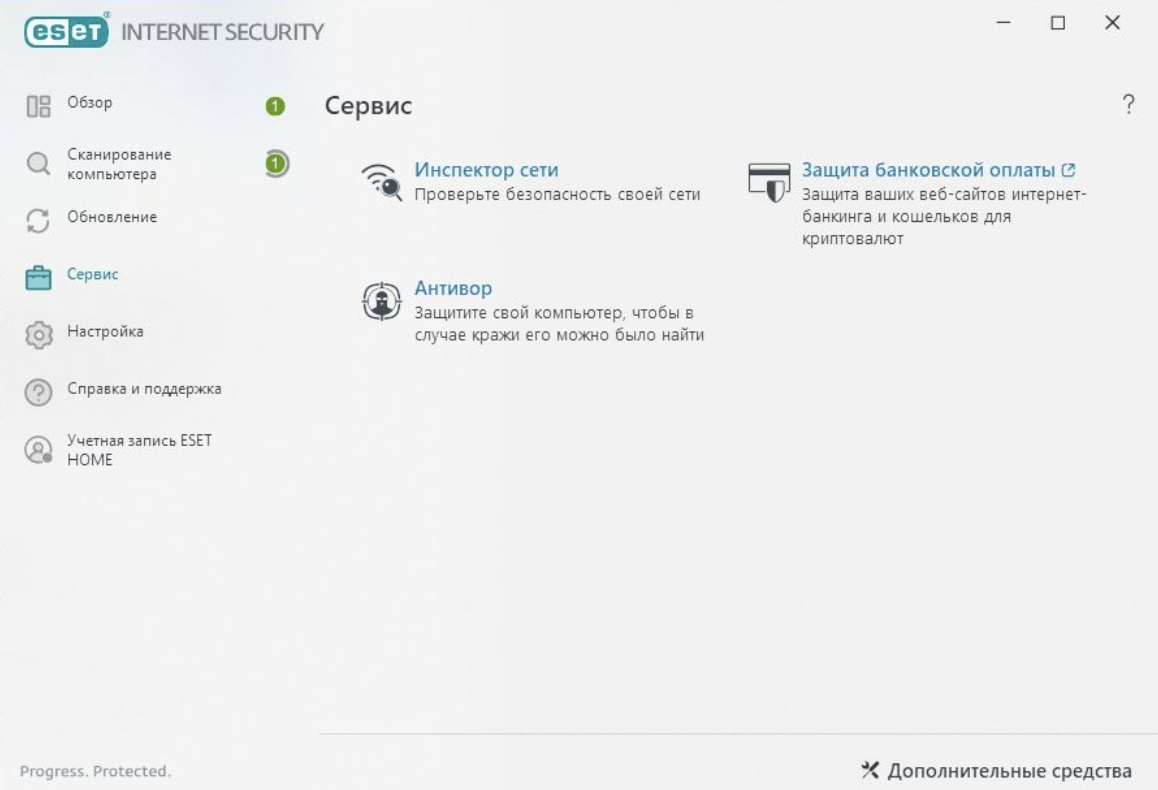 eset® INTERNET SECURITY
Обзор
1
Сканирование
компьютера
1
Обновление
Сервис
Настройка
Справка и поддержка
Учетная запись ESET
HOME
Progress. Protected.
Сервис
?
Инспектор сети
Проверьте безопасность своей сети
Защита банковской оплаты
Защита ваших веб-сайтов интернет-
банкинга и кошельков для
криптовалют
Антивор
Защитите свой компьютер, чтобы в
случае кражи его можно было найти
Дополнительные средства